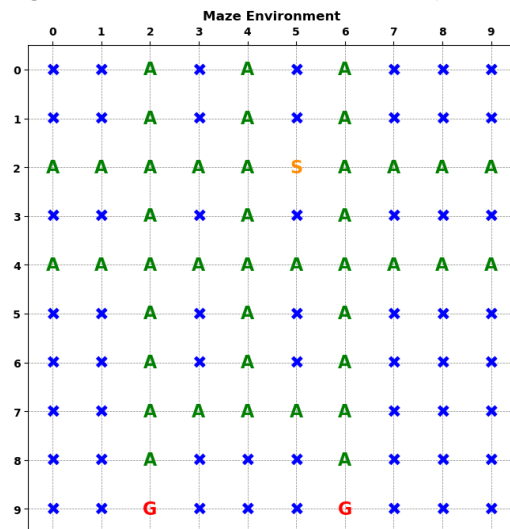 Maze Environment
0 1 2 3 4 5 6 7 8 9
0 ✖ ✖ A ✖ A ✖ A ✖ ✖ ✖
1 ✖ ✖ A ✖ A ✖ A ✖ ✖ ✖
2 A A A A A S A A A A
3 ✖ ✖ A ✖ A ✖ A ✖ ✖ ✖
4 A A A A A A A A A A
5 ✖ ✖ A ✖ A ✖ A ✖ ✖ ✖
6 ✖ ✖ A ✖ A ✖ A ✖ ✖ ✖
7 ✖ ✖ A A A A A ✖ ✖ ✖
8 ✖ ✖ A ✖ ✖ ✖ A ✖ ✖ ✖
9 ✖ ✖ G ✖ ✖ ✖ G ✖ ✖ ✖